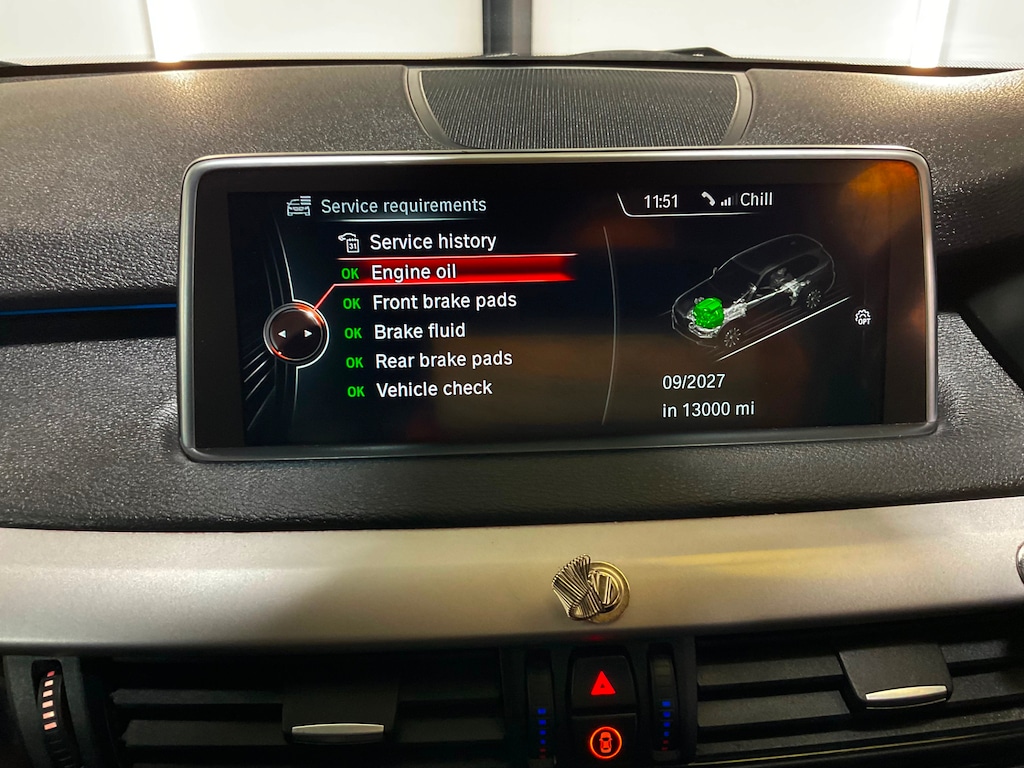 Service requirements
11:51 Chill
31 Service history
OK Engine oil
OK Front brake pads
OK Brake fluid
OK Rear brake pads
OK Vehicle check
OPT
09/2027
in 13000 mi